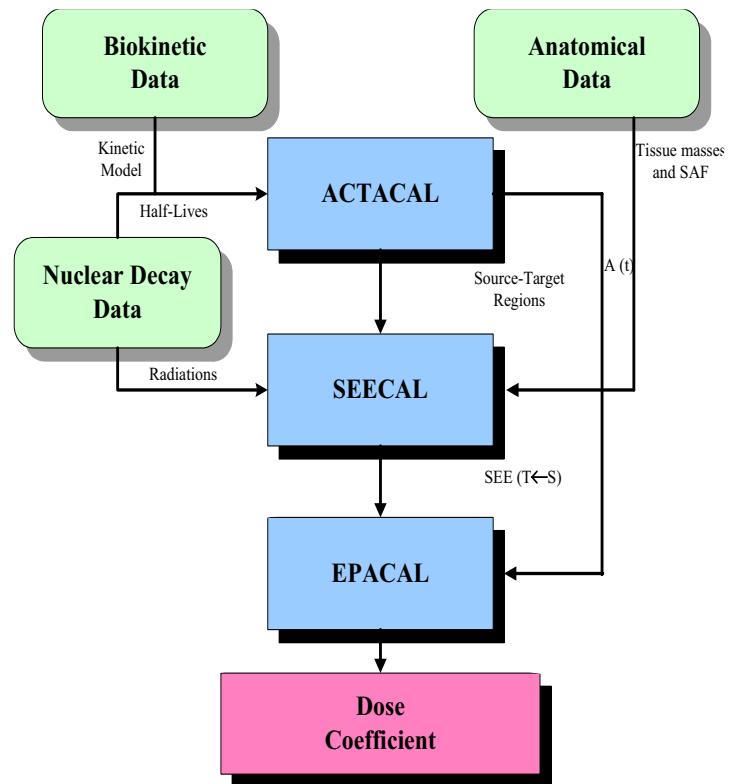 Biokinetic
Data
Anatomical
Data
Kinetic
Model
Tissue masses
and SAF
ACTACAL
Half-Lives
Nuclear Decay
Data
Source-Target
Regions
A (t)
Radiations
SEECAL
SEE (T←S)
EPACAL
Dose
Coefficient